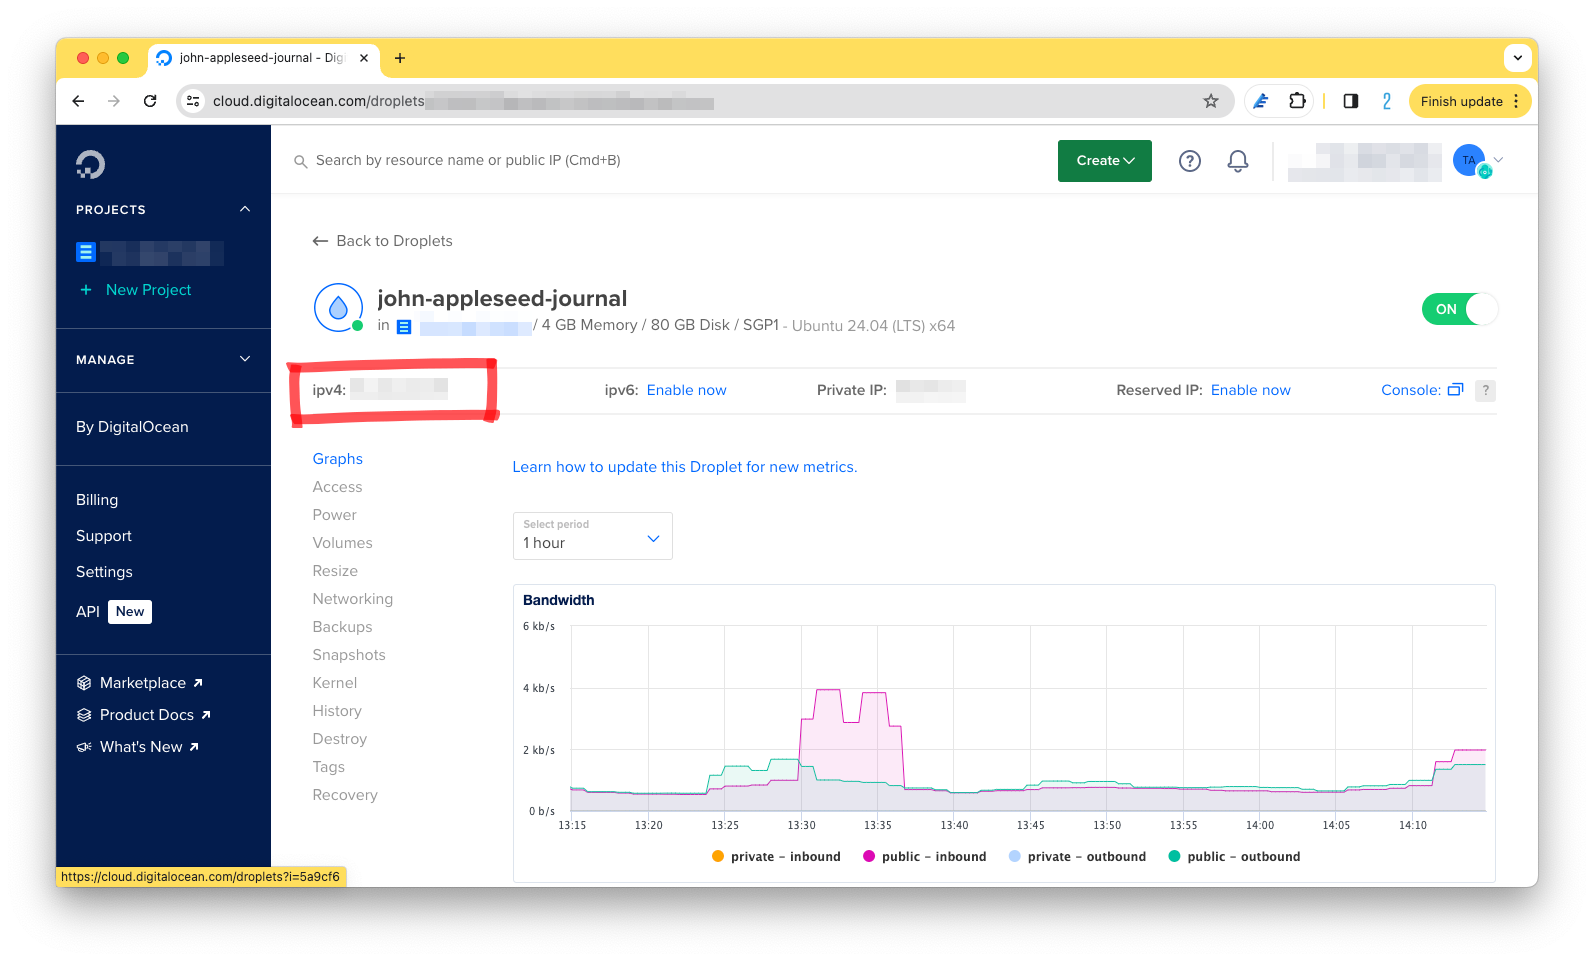 john-appleseed-journal - Digi
cloud.digitalocean.com/droplets
Finish update
Search by resource name or public IP (Cmd+B)
Create
TA
PROJECTS
+ New Project
MANAGE
By DigitalOcean
Billing
Support
Settings
API New
Marketplace
Product Docs
What's New
https://cloud.digitalocean.com/droplets?i=5a9cf6
Back to Droplets
john-appleseed-journal
in / 4 GB Memory / 80 GB Disk / SGP1 - Ubuntu 24.04 (LTS) x64
ON
ipv4: ipv6: Enable now Private IP: Reserved IP: Enable now Console: ?
Graphs
Access
Power
Volumes
Resize
Networking
Backups
Snapshots
Kernel
History
Destroy
Tags
Recovery
Learn how to update this Droplet for new metrics.
Select period
1 hour
Bandwidth
6 kb/s
4 kb/s
2 kb/s
0 b/s
13:15 13:20 13:25 13:30 13:35 13:40 13:45 13:50 13:55 14:00 14:05 14:10
private - inbound public - inbound private - outbound public - outbound